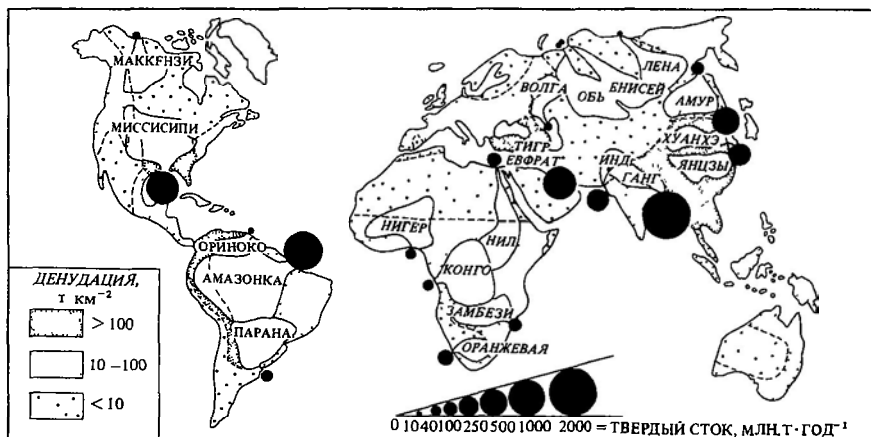 МАККЕНЗИ
МИССИСИПИ
ОРИНОКО
АМАЗОНКА
ПАРАНА
ВОЛГА
ОБЬ
ЕНИСЕЙ
ЛЕНА
АМУР
ХУАНХЭ
ЯНЦЗЫ
ТИГР
ЕВФРАТ
ИНД
ГАНГ
НИГЕР
НИЛ
КОНГО
ЗАМБЕЗИ
ОРАНЖЕВАЯ
ДЕНУДАЦИЯ,
т км⁻²
> 100
10 – 100
< 10
0 10 40 100 250 500 1000 2000 = ТВЕРДЫЙ СТОК, МЛН. Т · ГОД⁻¹